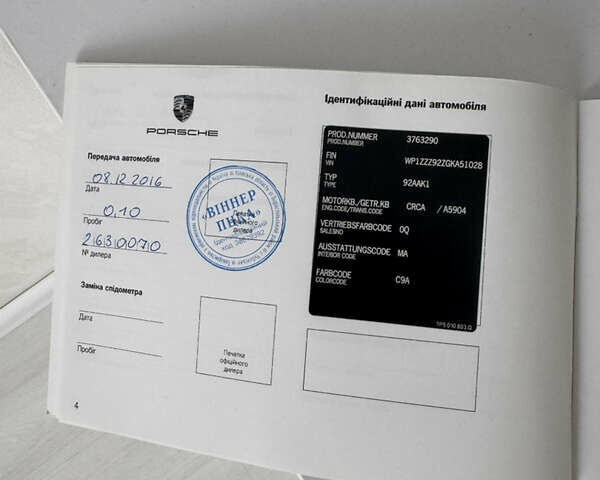 PORSCHE
Передача автомобіля
08.12.2016
Дата
0.10
Пробіг
2630070
№ дилера
«ВІННЕР
Заміна спідометра
Дата
Пробіг
Печатка
офіційного
дилера
4
Ідентифікаційні дані автомобіля
PROD.NUMMER 3763290
PROD.NUMBER
FIN WP1ZZZ92ZGKA51028
VIN
TYP 92AAK1
TYPE
MOTORKB./GETR.KB CRCA / A5904
ENG.CODE/TRANS.CODE
VERTRIEBSFARBCODE 0Q
SALESNO
AUSSTATTUNGSCODE MA
INTERIOR CODE
FARBCODE C9A
COLORCODE